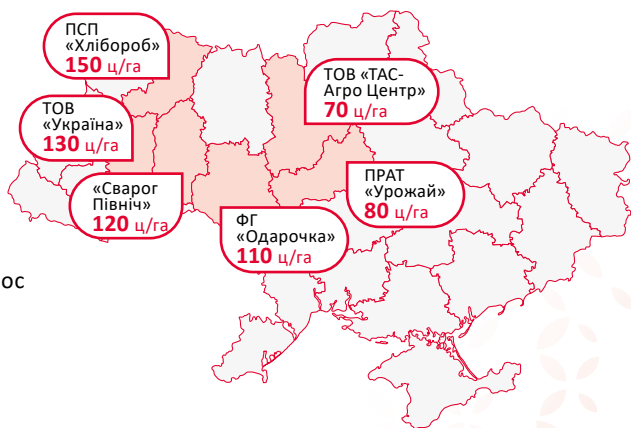 ПСП
«Хлібороб»
150 ц/га
ТОВ
«Україна»
130 ц/га
«Сварог
Північ»
120 ц/га
ФГ
«Одарочка»
110 ц/га
ТОВ «ТАС-
Агро Центр»
70 ц/га
ПРАТ
«Урожай»
80 ц/га
ос